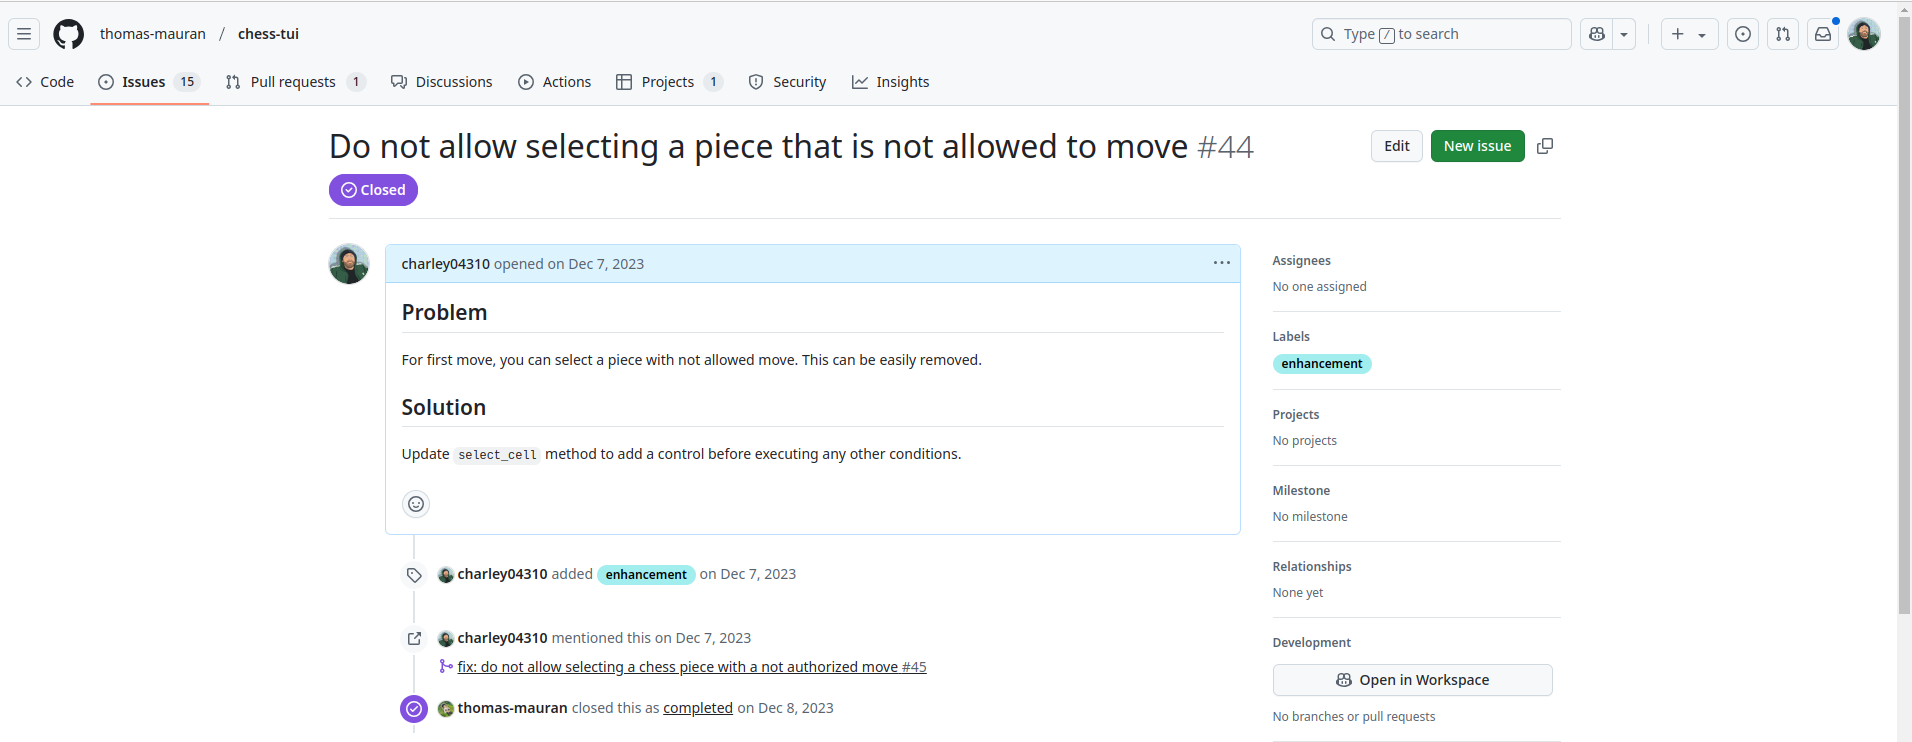 thomas-mauran / chess-tui
Type / to search
Code Issues 15 Pull requests 1 Discussions Actions Projects 1 Security Insights
Do not allow selecting a piece that is not allowed to move #44
Edit New issue
Closed
charley04310 opened on Dec 7, 2023
Problem
For first move, you can select a piece with not allowed move. This can be easily removed.
Solution
Update select_cell method to add a control before executing any other conditions.
charley04310 added enhancement on Dec 7, 2023
charley04310 mentioned this on Dec 7, 2023
fix: do not allow selecting a chess piece with a not authorized move #45
thomas-mauran closed this as completed on Dec 8, 2023
Assignees
No one assigned
Labels
enhancement
Projects
No projects
Milestone
No milestone
Relationships
None yet
Development
Open in Workspace
No branches or pull requests